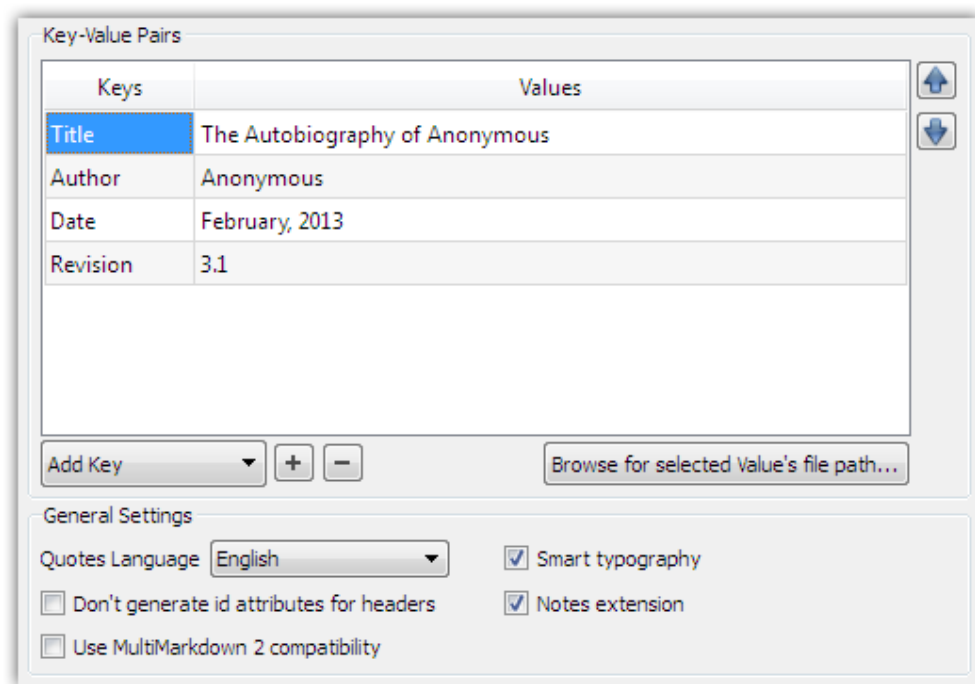 Key-Value Pairs
Keys Values
Title The Autobiography of Anonymous
Author Anonymous
Date February, 2013
Revision 3.1
Add Key Browse for selected Value's file path...
General Settings
Quotes Language English Smart typography
Don't generate id attributes for headers Notes extension
Use MultiMarkdown 2 compatibility